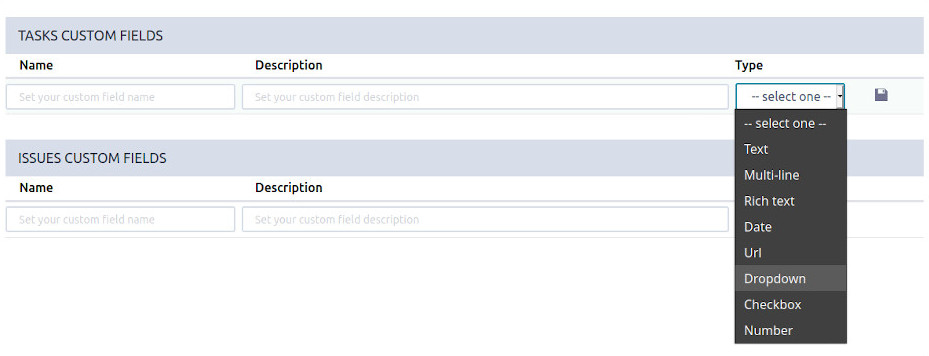 TASKS CUSTOM FIELDS
Name Description Type
Set your custom field name Set your custom field description -- select one --
-- select one --
Text
Multi-line
Rich text
Date
Url
Dropdown
Checkbox
Number
ISSUES CUSTOM FIELDS
Name Description
Set your custom field name Set your custom field description